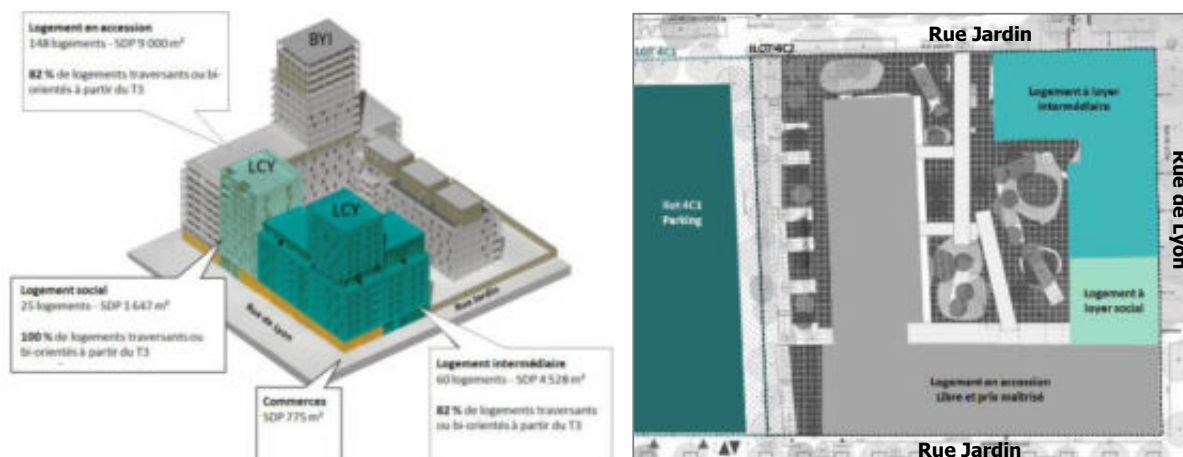 Logement en accession
148 logements - SDP 9 000 m²
82 % de logements traversants ou bi-
orientés à partir du T3
BYI
LCY
LCY
Logement social
25 logements - SDP 1 647 m²
100 % de logements traversants ou
bi-orientés à partir du T3
Rue de Lyon
Rue Jardin
Commerces
SDP 775 m²
Logement intermédiaire
60 logements - SDP 4 528 m²
82 % de logements traversants
ou bi-orientés à partir du T3
Rue Jardin
ILOT 4C1
ILOT 4C2
Logement à loyer
intermédiaire
Rue de Lyon
Ilot 4C1
Parking
Logement à
loyer social
Logement en accession
Libre et prix maîtrisé
Rue Jardin